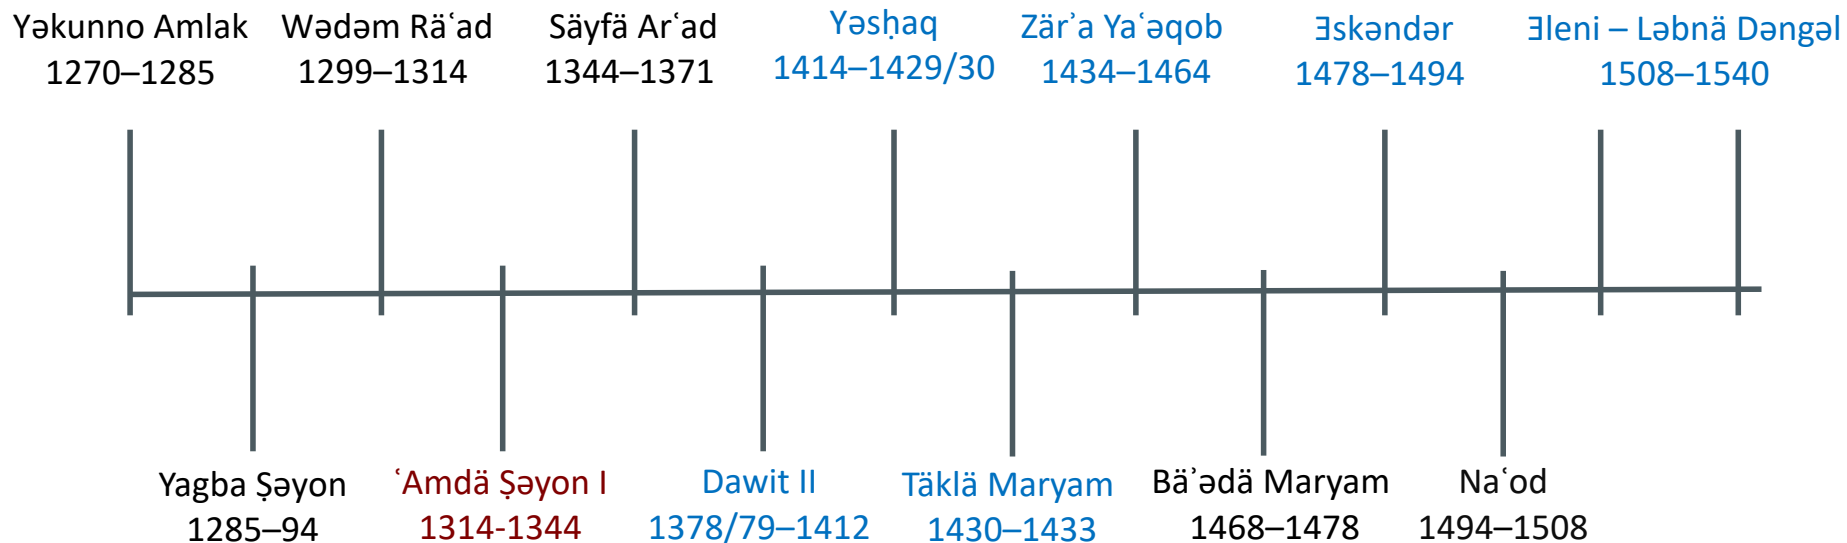 Yəkunno Amlak
1270–1285
Wədəm Räʿad
1299–1314
Säyfä Arʿad
1344–1371
Yəsḥaq
1414–1429/30
Zärʾa Yaʿəqob
1434–1464
Ǝskəndər
1478–1494
Ǝleni – Ləbnä Dəngəl
1508–1540
Yagba Ṣəyon
1285–94
ʿAmdä Ṣəyon I
1314-1344
Dawit II
1378/79–1412
Täklä Maryam
1430–1433
Bäʾədä Maryam
1468–1478
Naʿod
1494–1508